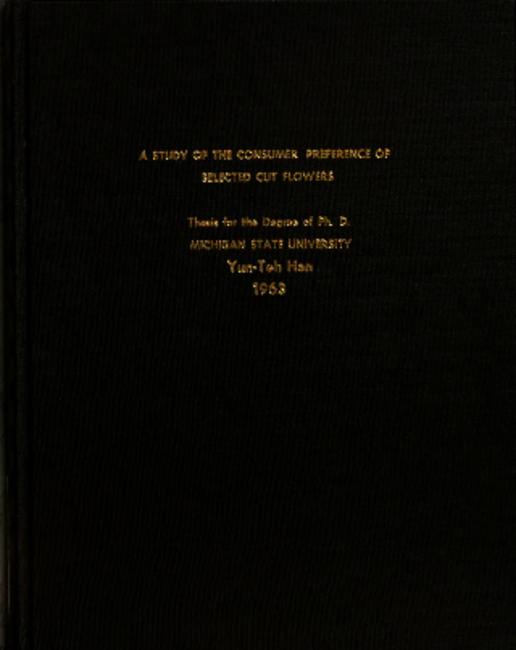 A STUDY OF THE CONSUMER PREFERENCE OF
SELECTED CUT FLOWERS
Thesis for the Degree of Ph. D.
MICHIGAN STATE UNIVERSITY
Yun-Teh Han
1963